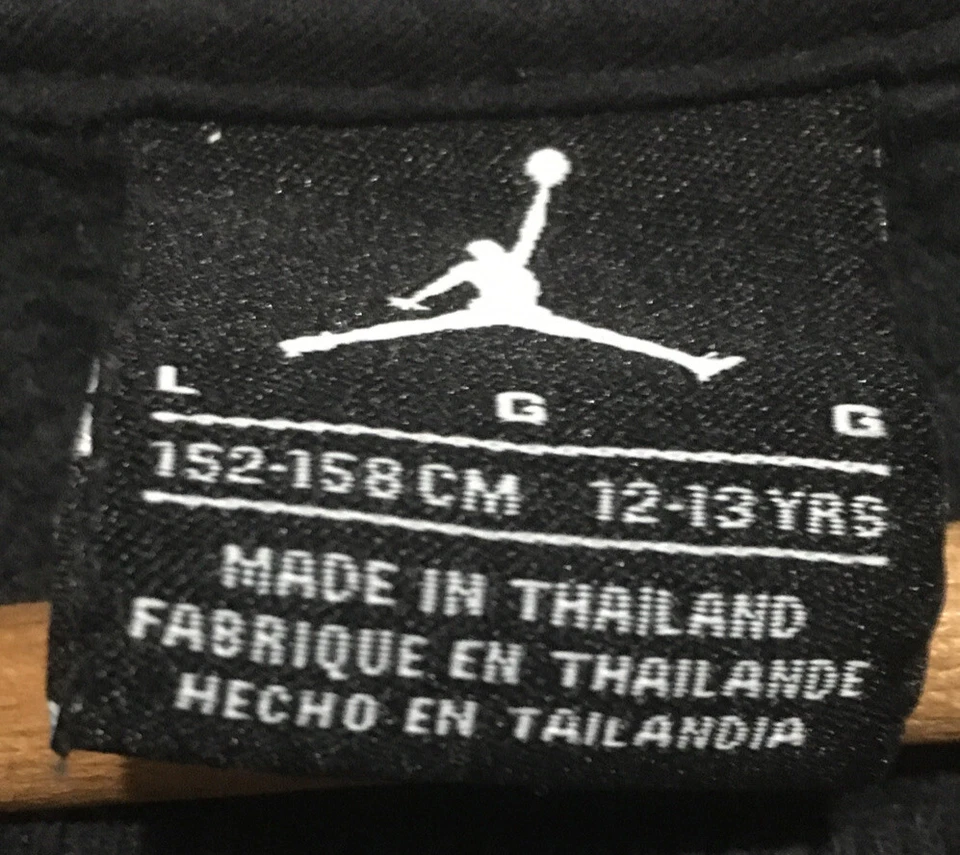 L G G
152-158 CM 12-13 YRS
MADE IN THAILAND
FABRIQUE EN THAILANDE
HECHO EN TAILANDIA